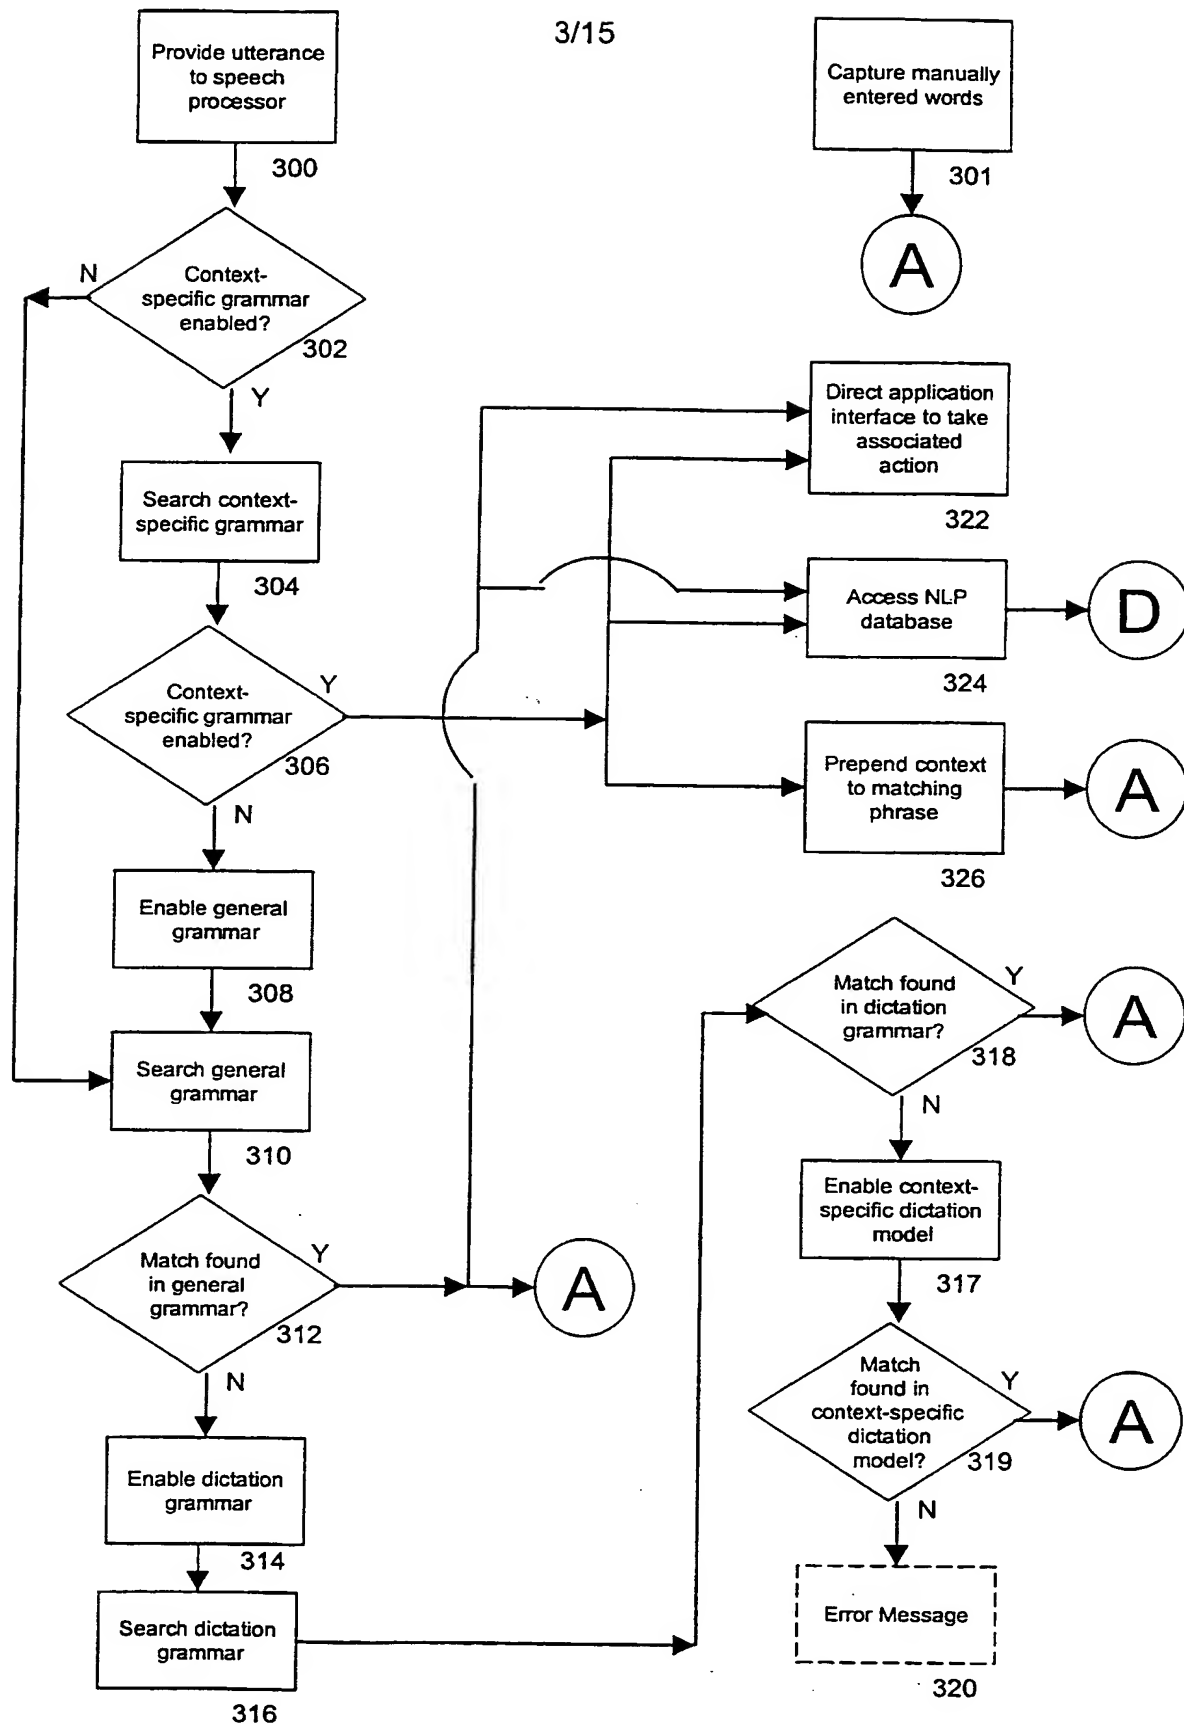 3/15
Provide utterance
to speech
processor
300
Context-
specific grammar
enabled?
302
N
Y
Search context-
specific grammar
304
Context-
specific grammar
enabled?
306
Y
N
Enable general
grammar
308
Search general
grammar
310
Match found
in general
grammar?
312
Y
A
N
Enable dictation
grammar
314
Search dictation
grammar
316
Capture manually
entered words
301
A
Direct application
interface to take
associated
action
322
Access NLP
database
324
D
Prepend context
to matching
phrase
326
A
Match found
in dictation
grammar?
318
Y
A
N
Enable context-
specific dictation
model
317
Match
found in
context-specific
dictation
model?
319
Y
A
N
Error Message
320